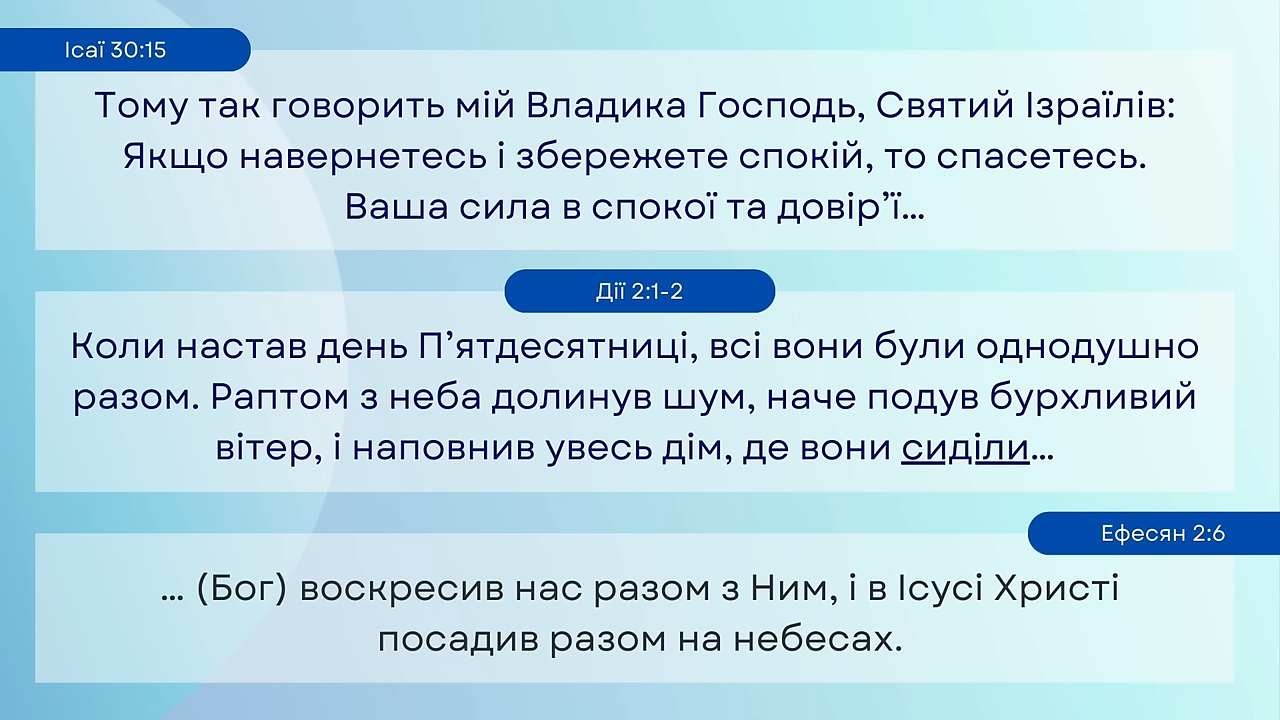 Ісаї 30:15
Тому так говорить мій Владика Господь, Святий Ізраїлів:
Якщо навернетесь і збережете спокій, то спасетесь.
Ваша сила в спокої та довір’ї...
Дії 2:1-2
Коли настав день П’ятдесятниці, всі вони були однодушно
разом. Раптом з неба долинув шум, наче подув бурхливий
вітер, і наповнив увесь дім, де вони сиділи...
Ефесян 2:6
... (Бог) воскресив нас разом з Ним, і в Ісусі Христі
посадив разом на небесах.